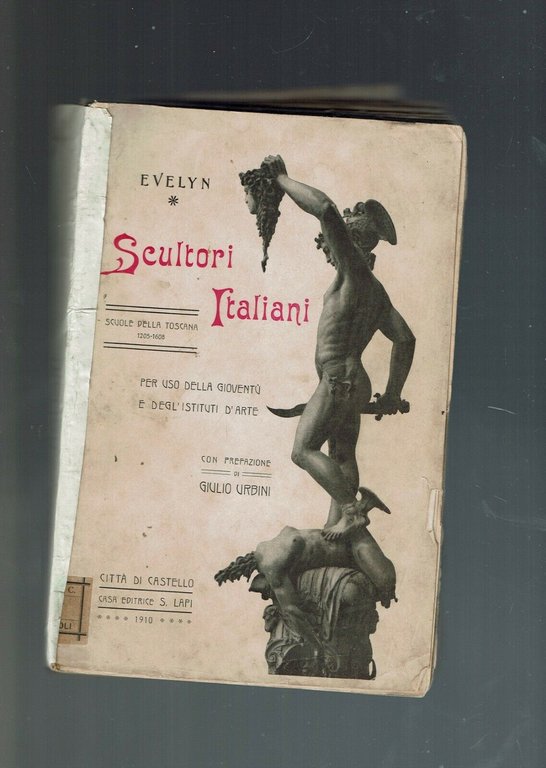 EVELYN
*
Scultori
Italiani
SCUOLE DELLA TOSCANA
1205-1608
PER USO DELLA GIOVENTÙ
E DEGL'ISTITUTI D'ARTE
CON PREFAZIONE
DI
GIULIO URBINI
CITTÀ DI CASTELLO
CASA EDITRICE S. LAPI
**** 1910 ****
C.
OLI